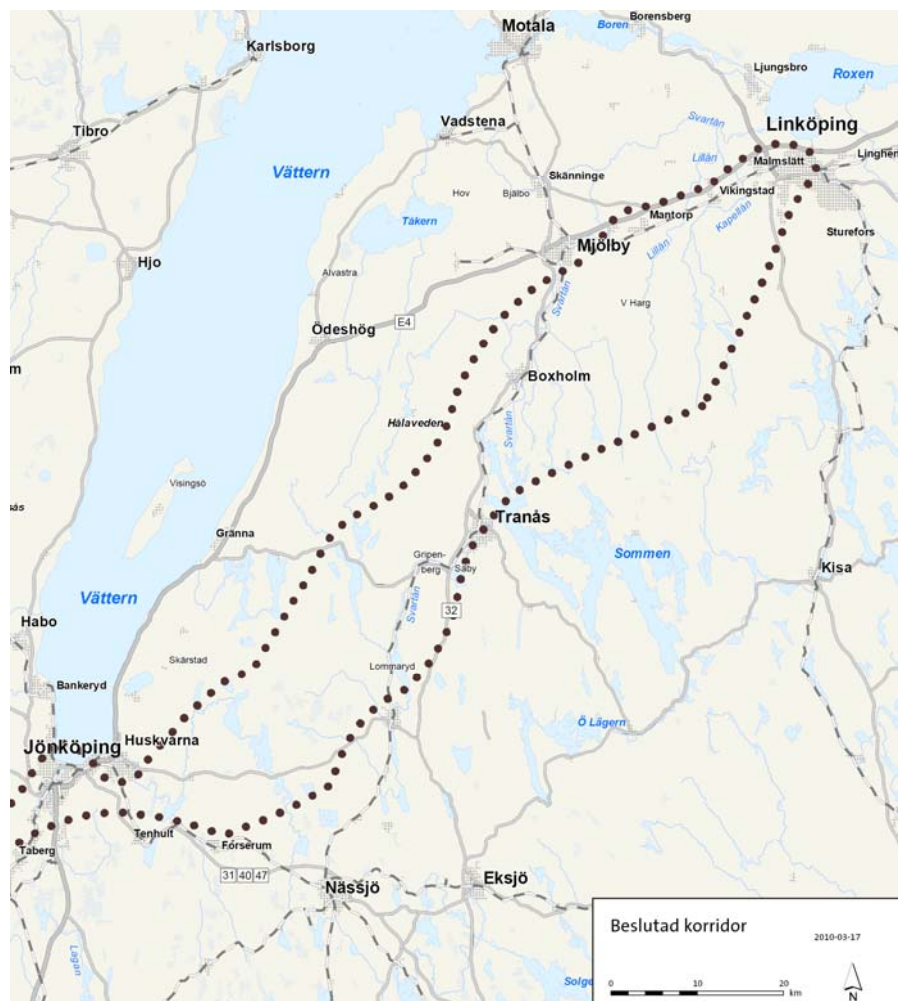 Motala
Boren
Borensberg
Karlsborg
Ljungsbro
Roxen
Tibro
Vadstena
Svartån
Linköping
Vättern
Lillån
Malmslätt
Linghem
Skänninge
Hov
Bjälbo
Vikingstad
Tåkern
Mantorp
Kapellån
Sturefors
Hjo
Mjölby
Lillån
Alvastra
Svartån
V Harg
Ödeshög
E4
Boxholm
Hålaveden
Svartån
Visingsö
Tranås
Gränna
Gripen-
berg
Säby
Sommen
Kisa
Vättern
Svartån
32
Habo
Skärstad
Lommaryd
Bankeryd
Ö Lägern
Jönköping
Huskvarna
Taberg
Tenhult
Forserum
31 40 47
Nässjö
Eksjö
Lagan
Beslutad korridor
2010-03-17
0 10 20
km
N